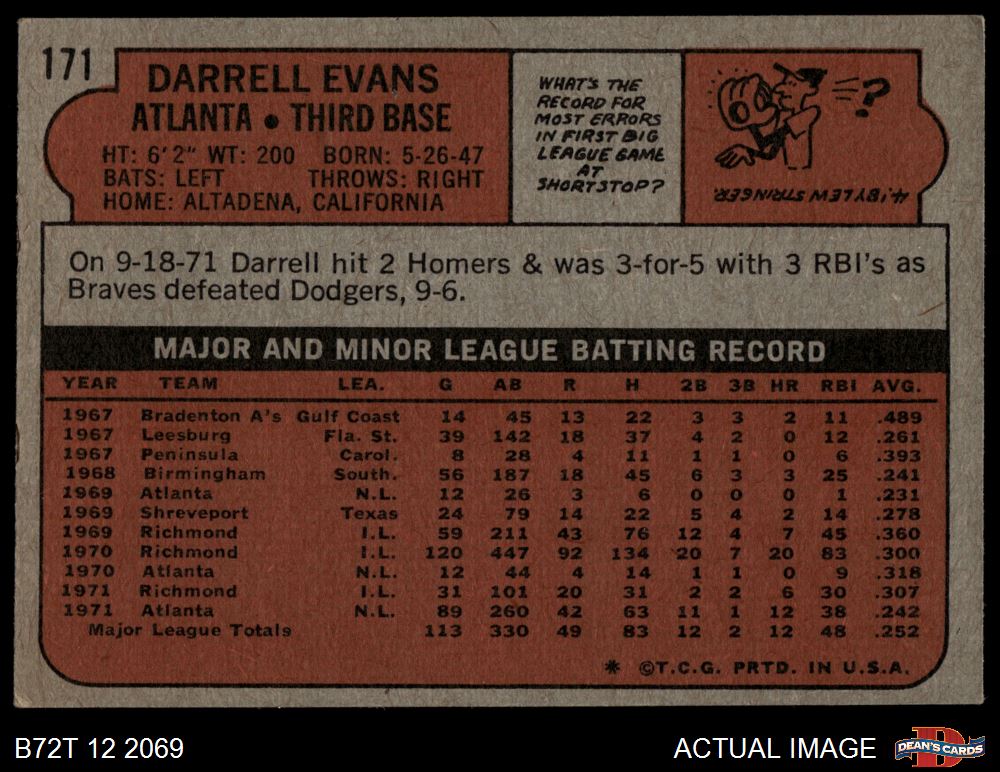 171
DARRELL EVANS
ATLANTA • THIRD BASE
HT: 6'2" WT: 200 BORN: 5-26-47
BATS: LEFT THROWS: RIGHT
HOME: ALTADENA, CALIFORNIA
WHAT'S THE
RECORD FOR
MOST ERRORS
IN FIRST BIG
LEAGUE GAME
AT
SHORTSTOP?
?
4, BY LEW STRINGER.
On 9-18-71 Darrell hit 2 Homers & was 3-for-5 with 3 RBI's as
Braves defeated Dodgers, 9-6.
MAJOR AND MINOR LEAGUE BATTING RECORD
YEAR TEAM LEA. G AB R H 2B 3B HR RBI AVG.
1967 Bradenton A's Gulf Coast 14 45 13 22 3 3 2 11 .489
1967 Leesburg Fla. St. 39 142 18 37 4 2 0 12 .261
1967 Peninsula Carol. 8 28 4 11 1 1 0 6 .393
1968 Birmingham South. 56 187 18 45 6 3 3 25 .241
1969 Atlanta N.L. 12 26 3 6 0 0 0 1 .231
1969 Shreveport Texas 24 79 14 22 5 4 2 14 .278
1969 Richmond I.L. 59 211 43 76 12 4 7 45 .360
1970 Richmond I.L. 120 447 92 134 20 7 20 83 .300
1970 Atlanta N.L. 12 44 4 14 1 1 0 9 .318
1971 Richmond I.L. 31 101 20 31 2 2 6 30 .307
1971 Atlanta N.L. 89 260 42 63 11 1 12 38 .242
Major League Totals 113 330 49 83 12 2 12 48 .252
* ©T.C.G. PRTD. IN U.S.A.
B72T 12 2069
ACTUAL IMAGE
D
DEAN'S CARDS